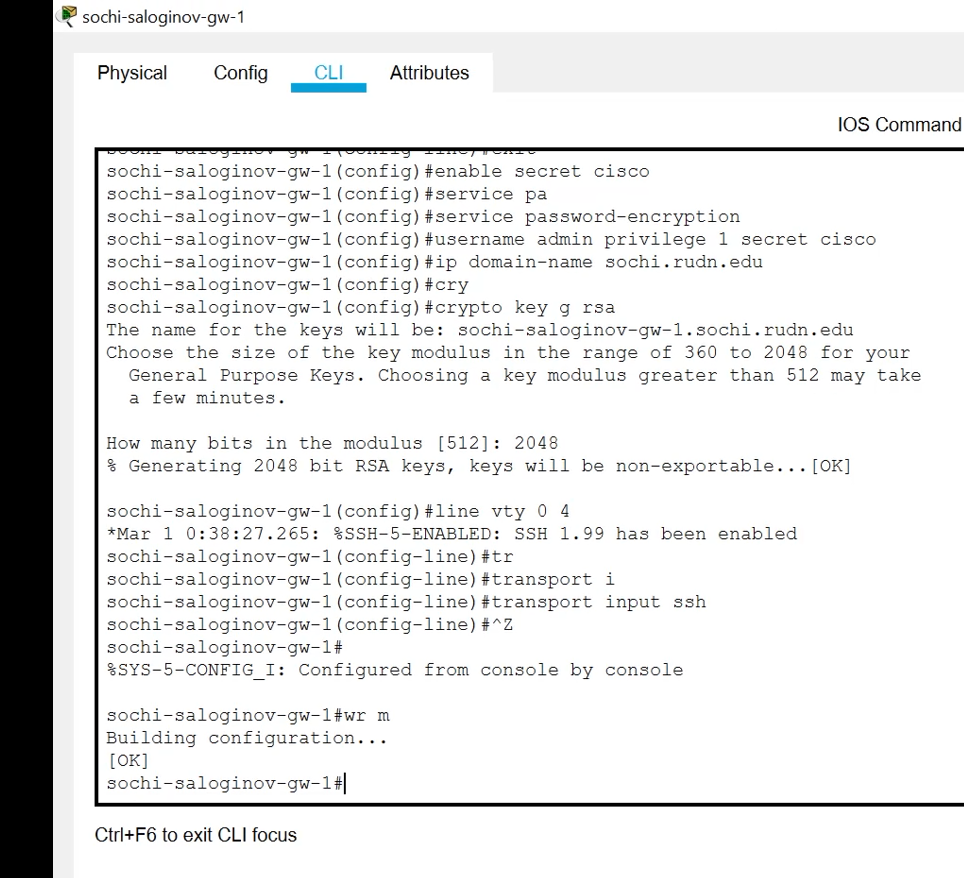 sochi-saloginov-gw-1
Physical Config CLI Attributes
IOS Command
sochi-saloginov-gw-1(config-line)#exit
sochi-saloginov-gw-1(config)#enable secret cisco
sochi-saloginov-gw-1(config)#service pa
sochi-saloginov-gw-1(config)#service password-encryption
sochi-saloginov-gw-1(config)#username admin privilege 1 secret cisco
sochi-saloginov-gw-1(config)#ip domain-name sochi.rudn.edu
sochi-saloginov-gw-1(config)#cry
sochi-saloginov-gw-1(config)#crypto key g rsa
The name for the keys will be: sochi-saloginov-gw-1.sochi.rudn.edu
Choose the size of the key modulus in the range of 360 to 2048 for your
General Purpose Keys. Choosing a key modulus greater than 512 may take
a few minutes.
How many bits in the modulus [512]: 2048
% Generating 2048 bit RSA keys, keys will be non-exportable...[OK]
sochi-saloginov-gw-1(config)#line vty 0 4
*Mar 1 0:38:27.265: %SSH-5-ENABLED: SSH 1.99 has been enabled
sochi-saloginov-gw-1(config-line)#tr
sochi-saloginov-gw-1(config-line)#transport i
sochi-saloginov-gw-1(config-line)#transport input ssh
sochi-saloginov-gw-1(config-line)#^Z
sochi-saloginov-gw-1#
%SYS-5-CONFIG_I: Configured from console by console
sochi-saloginov-gw-1#wr m
Building configuration...
[OK]
sochi-saloginov-gw-1#
Ctrl+F6 to exit CLI focus